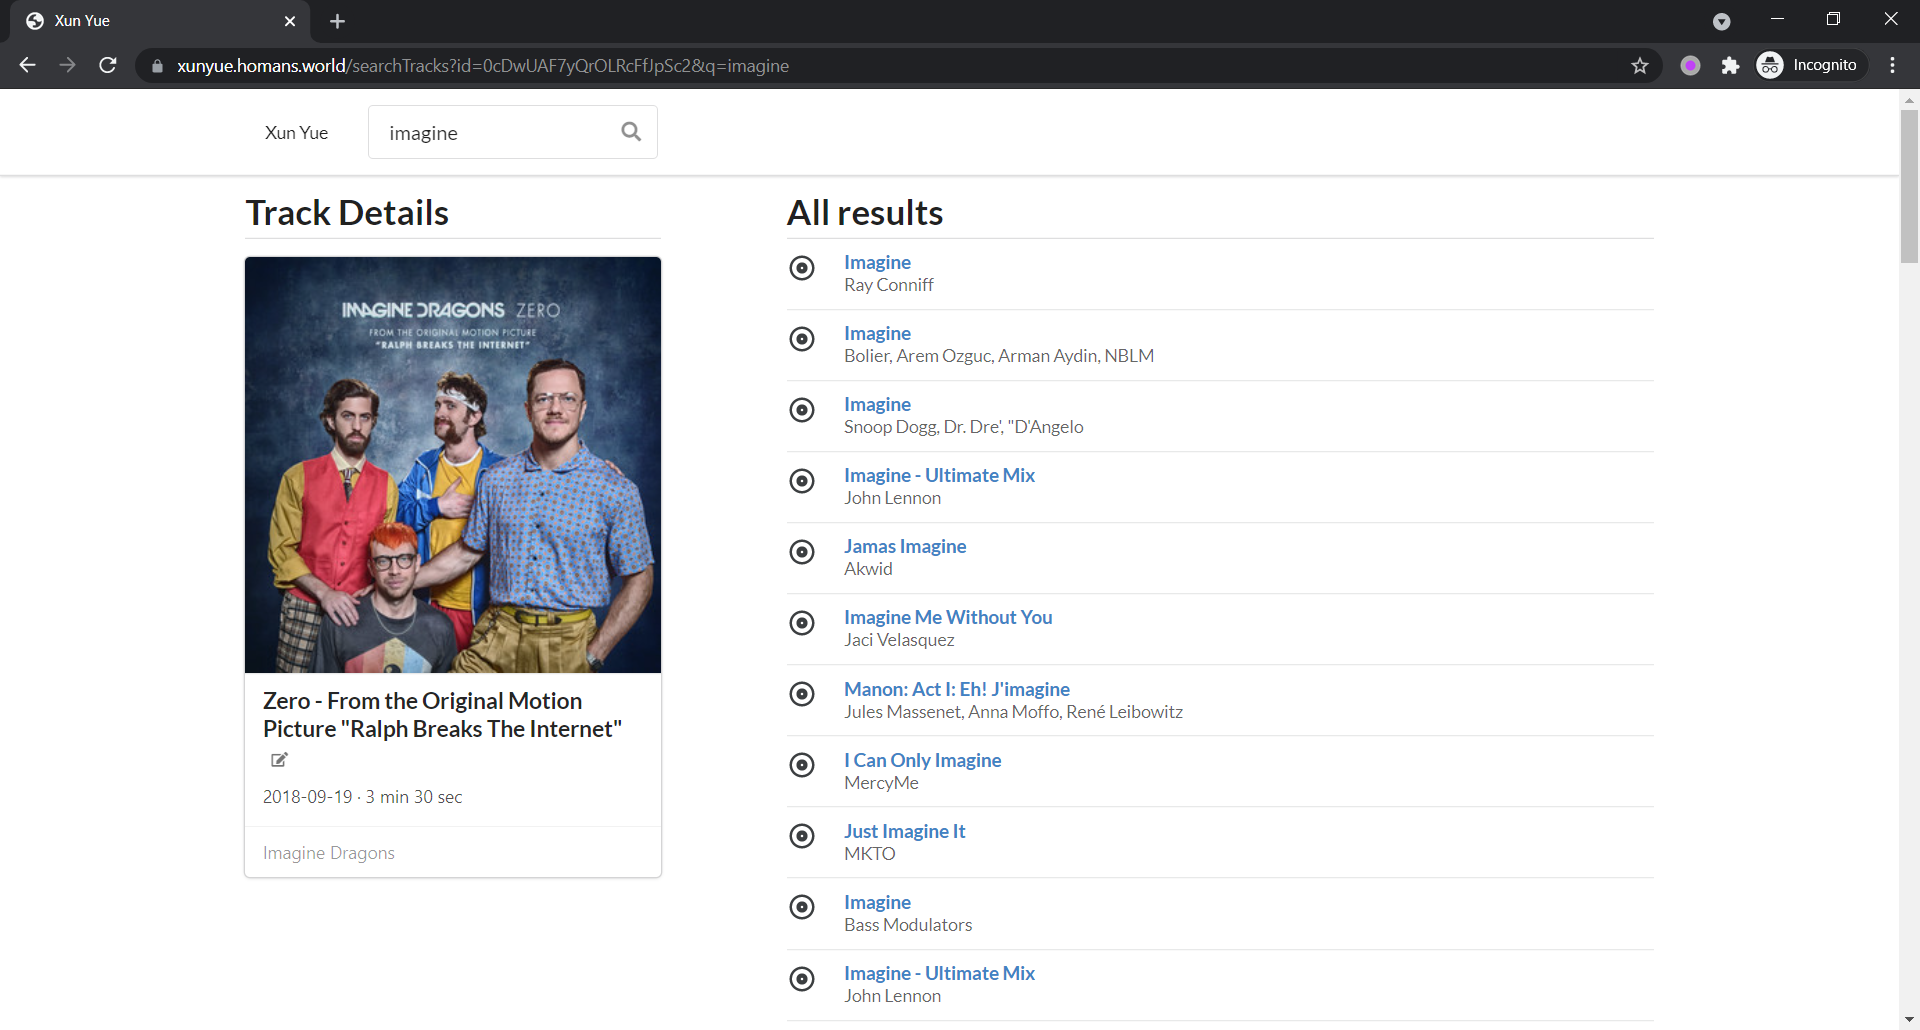 Xun Yue
xunyue.homans.world/searchTracks?id=0cDwUAF7yQrOLRcFfJpSc2&q=imagine
Incognito
Xun Yue
imagine
Track Details
IMAGINE DRAGONS ZERO
FROM THE ORIGINAL MOTION PICTURE
"RALPH BREAKS THE INTERNET"
Zero - From the Original Motion
Picture "Ralph Breaks The Internet"
2018-09-19 · 3 min 30 sec
Imagine Dragons
All results
Imagine
Ray Conniff
Imagine
Bolier, Arem Ozguc, Arman Aydin, NBLM
Imagine
Snoop Dogg, Dr. Dre', "D'Angelo
Imagine - Ultimate Mix
John Lennon
Jamas Imagine
Akwid
Imagine Me Without You
Jaci Velasquez
Manon: Act I: Eh! J'imagine
Jules Massenet, Anna Moffo, René Leibowitz
I Can Only Imagine
MercyMe
Just Imagine It
MKTO
Imagine
Bass Modulators
Imagine - Ultimate Mix
John Lennon